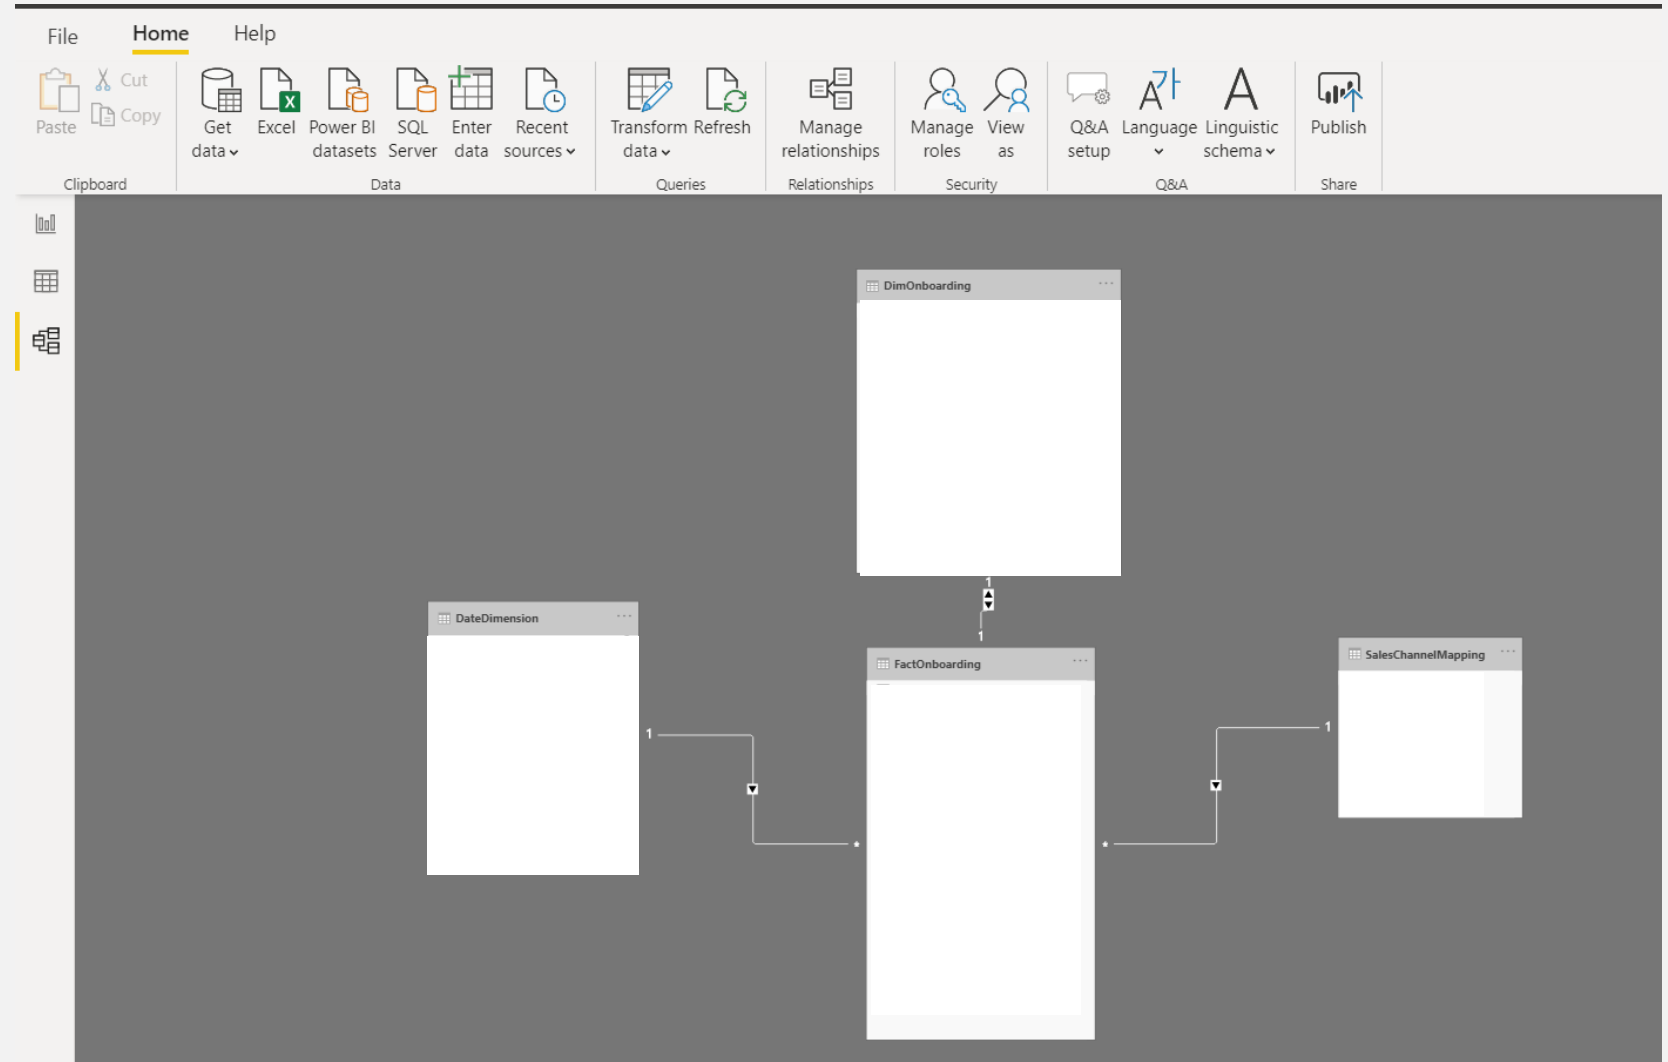 File Home Help
Cut
Copy
Paste
Get data
Excel
Power BI datasets
SQL Server
Enter data
Recent sources
Transform data
Refresh
Manage relationships
Manage roles
View as
Q&A setup
Language
Linguistic schema
Publish
Clipboard
Data
Queries
Relationships
Security
Q&A
Share
DimOnboarding
1
1
DateDimension
FactOnboarding
SalesChannelMapping
1
1
*
*